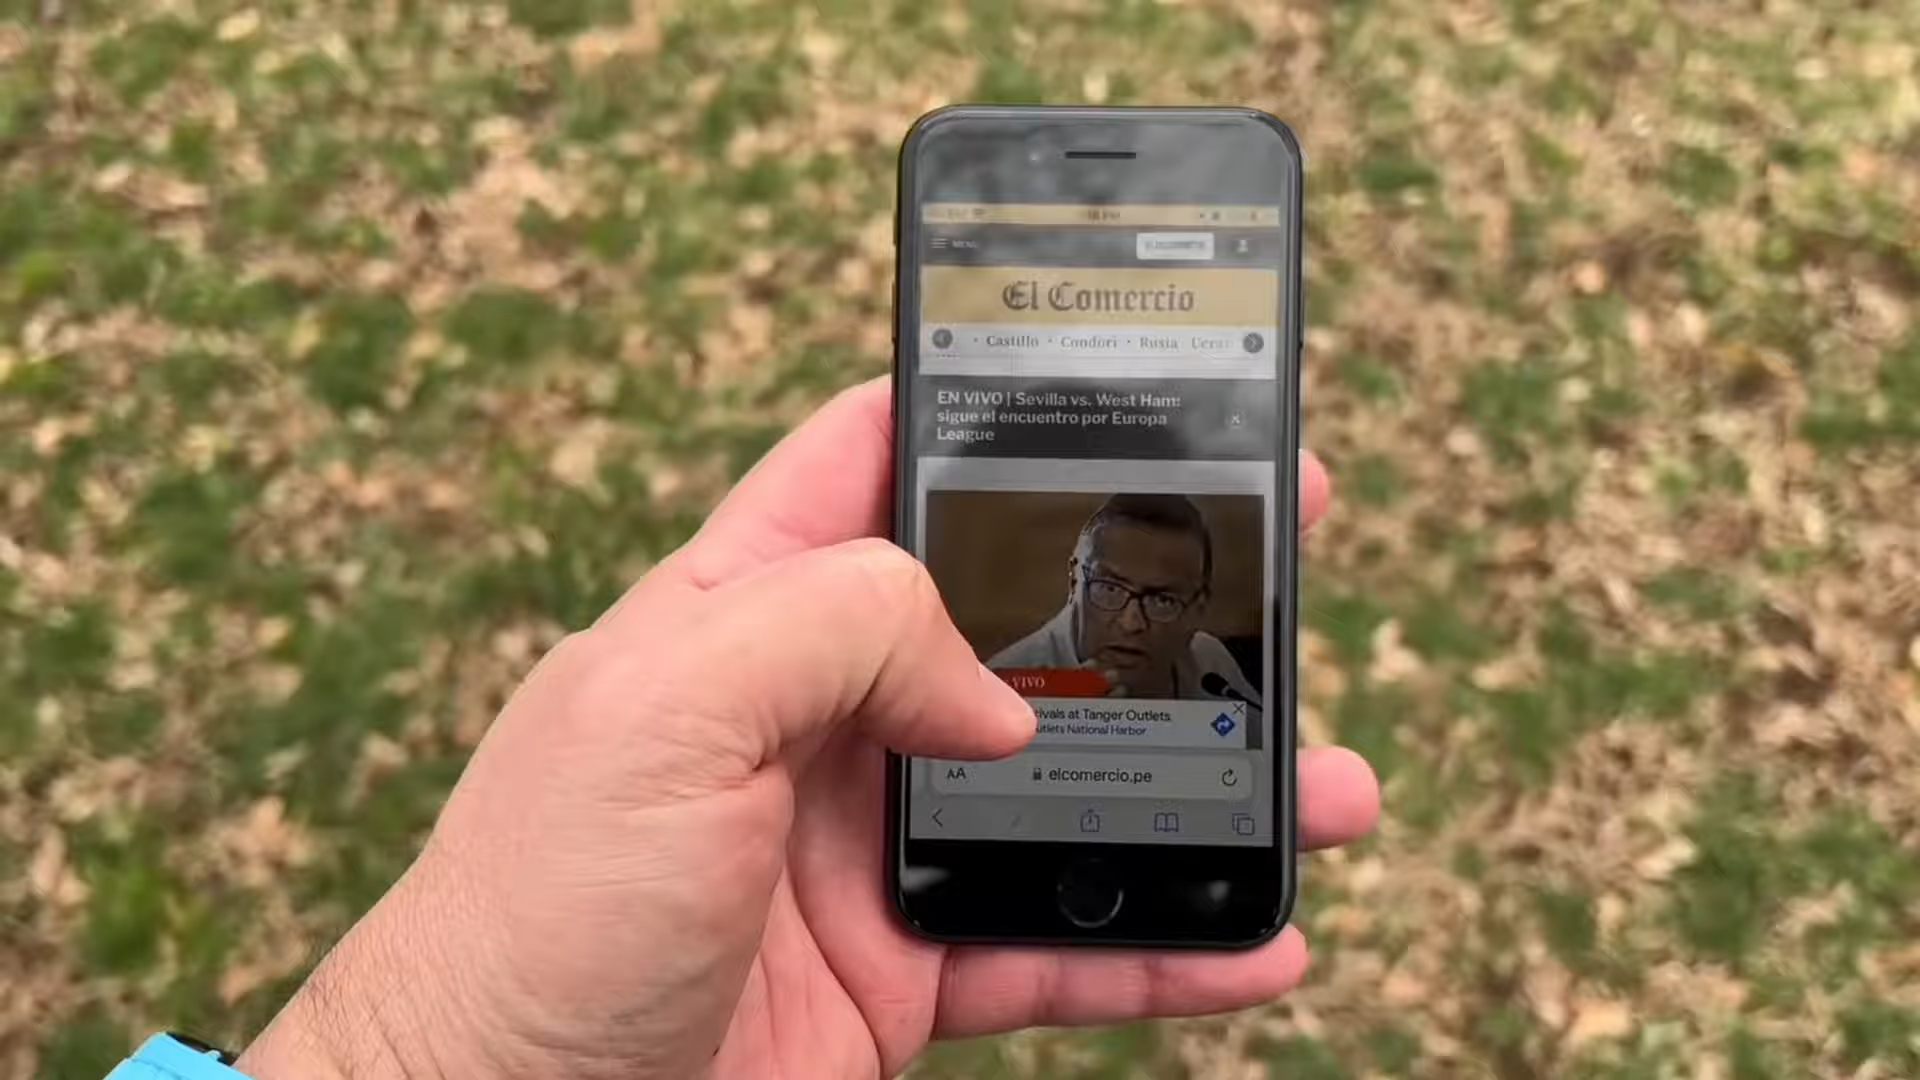 MENU
El Comercio
• Castillo • Condori • Rusia Ucra
EN VIVO | Sevilla vs. West Ham:
sigue el encuentro por Europa
League
VIVO
tivals at Tanger Outlets
utlets National Harbor
AA elcomercio.pe